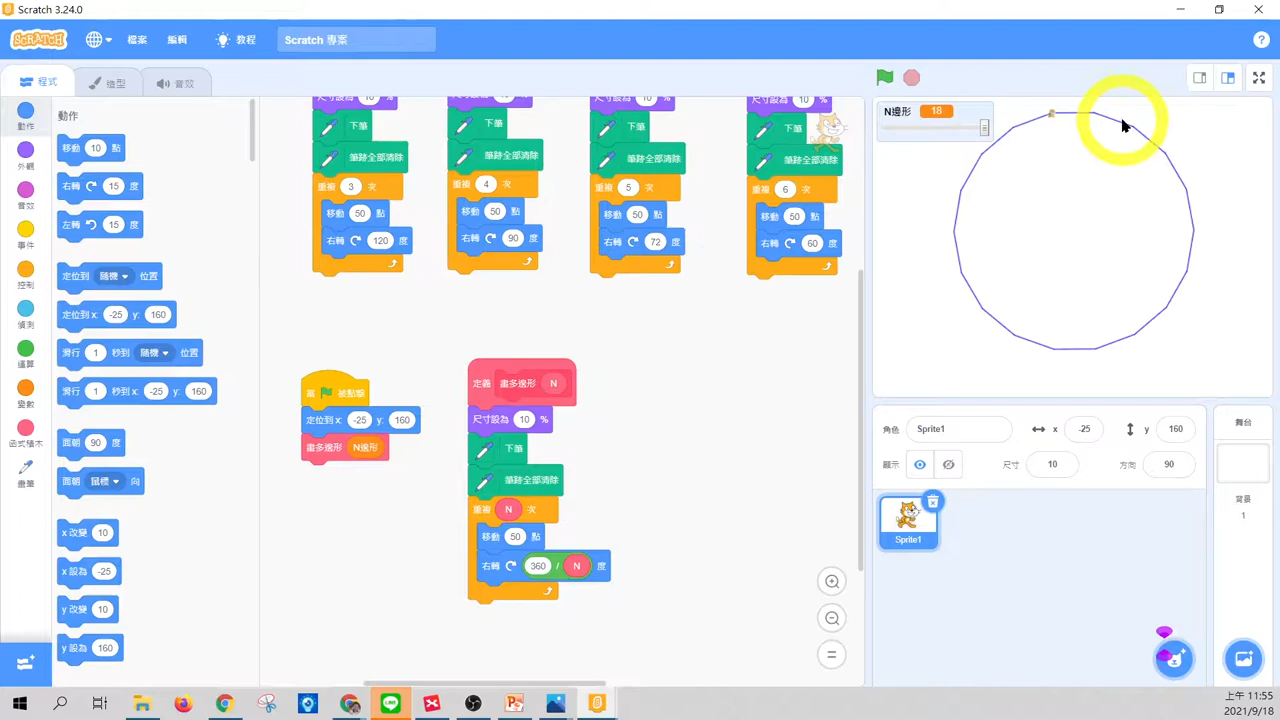 Scratch 3.24.0
SCRATCH
檔案
編輯
教程
Scratch 專案
程式
造型
音效
動作
外觀
音效
事件
控制
偵測
運算
變數
函式積木
畫筆
動作
移動 10 點
右轉 15 度
左轉 15 度
定位到 隨機 位置
定位到 x: -25 y: 160
滑行 1 秒到 隨機 位置
滑行 1 秒到 x: -25 y: 160
面朝 90 度
面朝 鼠標 向
x 改變 10
x 設為 -25
y 改變 10
y 設為 160
尺寸設為 10 %
下筆
筆跡全部清除
重複 3 次
移動 50 點
右轉 120 度
下筆
筆跡全部清除
重複 4 次
移動 50 點
右轉 90 度
尺寸設為 10 %
下筆
筆跡全部清除
重複 5 次
移動 50 點
右轉 72 度
尺寸設為 10 %
下筆
筆跡全部清除
重複 6 次
移動 50 點
右轉 60 度
當 被點擊
定位到 x: -25 y: 160
畫多邊形 N邊形
定義 畫多邊形 N
尺寸設為 10 %
下筆
筆跡全部清除
重複 N 次
移動 50 點
右轉 360 / N 度
N邊形 18
角色 Sprite1 x -25 y 160
顯示 尺寸 10 方向 90
Sprite1
舞台
背景
1
LINE
上午 11:55
2021/9/18